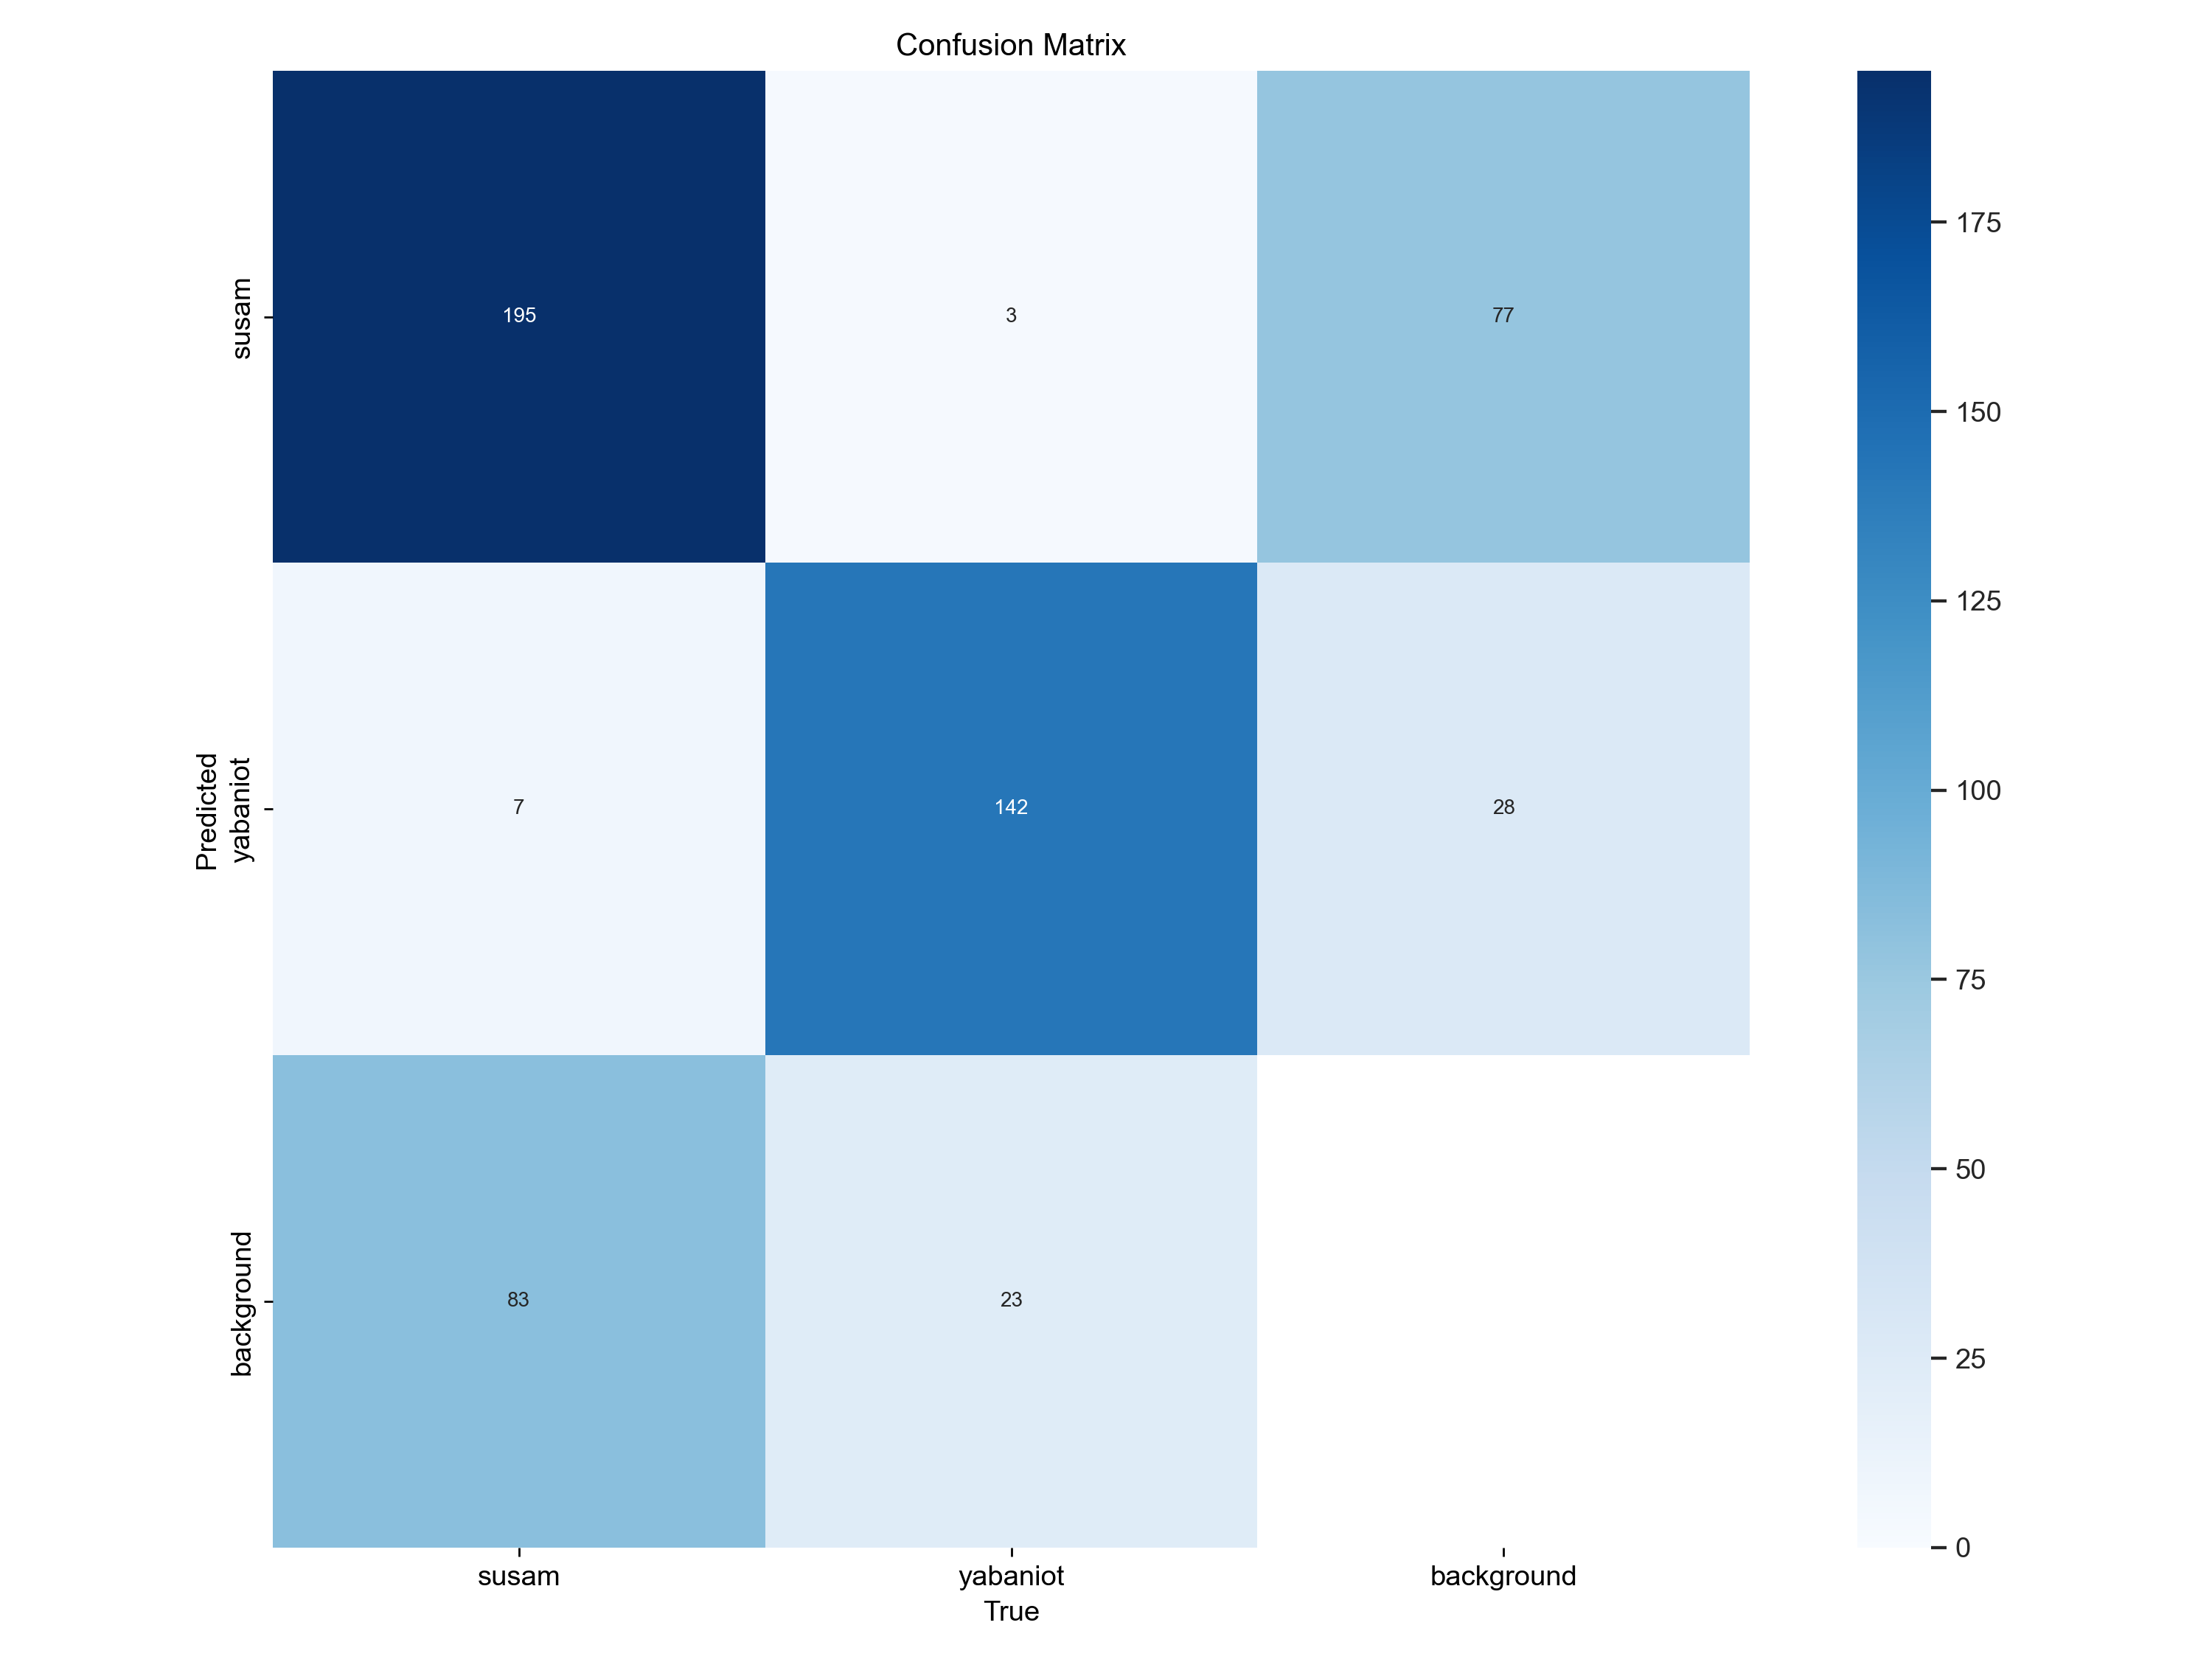 Confusion Matrix
susam
195
3
77
Predicted
yabaniot
7
142
28
background
83
23
susam
yabaniot
background
True
175
150
125
100
75
50
25
0